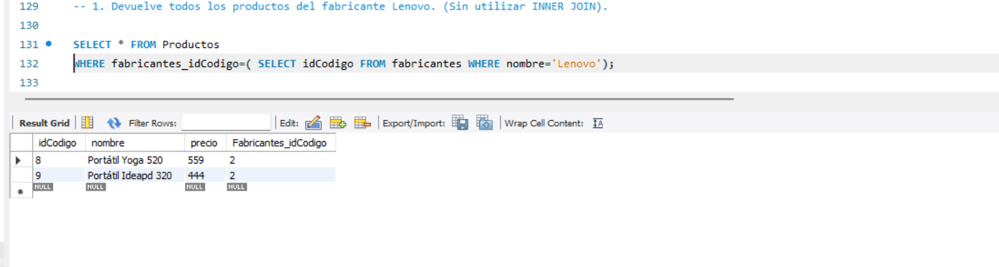 129 -- 1. Devuelve todos los productos del fabricante Lenovo. (Sin utilizar INNER JOIN).
130
131 SELECT * FROM Productos
132 WHERE fabricantes_idCodigo=( SELECT idCodigo FROM fabricantes WHERE nombre='Lenovo');
133
Result Grid Filter Rows: Edit: Export/Import: Wrap Cell Content: IA
idCodigo nombre precio Fabricantes_idCodigo
8 Portátil Yoga 520 559 2
9 Portátil Ideapd 320 444 2
NULL NULL NULL NULL